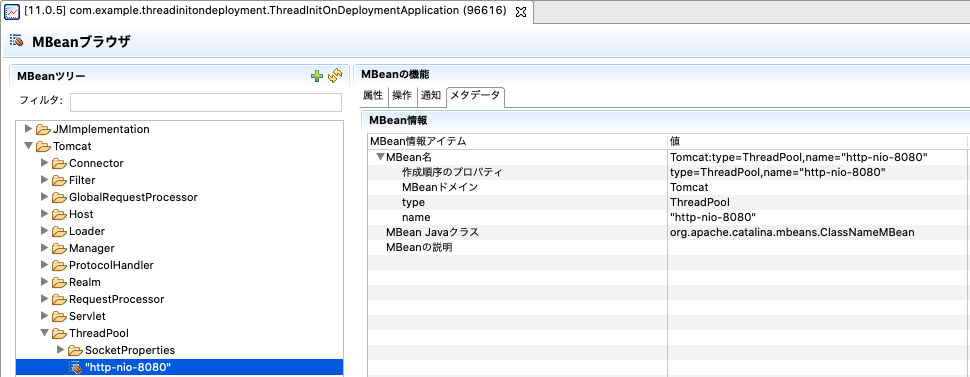 [11.0.5] com.example.threadinitondeployment.ThreadInitOnDeploymentApplication (96616)
MBeanブラウザ
MBeanツリー
フィルタ:
JMImplementation
Tomcat
Connector
Filter
GlobalRequestProcessor
Host
Loader
Manager
ProtocolHandler
Realm
RequestProcessor
Servlet
ThreadPool
SocketProperties
"http-nio-8080"
MBeanの機能
属性 操作 通知 メタデータ
MBean情報
MBean情報アイテム 値
MBean名 Tomcat:type=ThreadPool,name="http-nio-8080"
作成順序のプロパティ type=ThreadPool,name="http-nio-8080"
MBeanドメイン Tomcat
type ThreadPool
name "http-nio-8080"
MBean Javaクラス org.apache.catalina.mbeans.ClassNameMBean
MBeanの説明